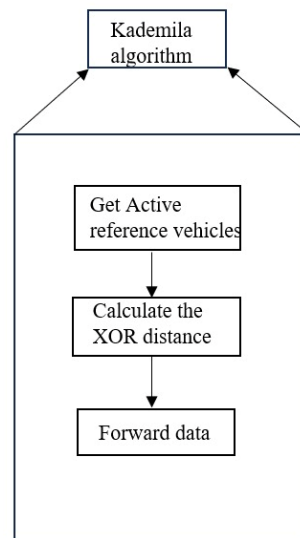 Kademila
algorithm
Get Active
reference vehicles
Calculate the
XOR distance
Forward data